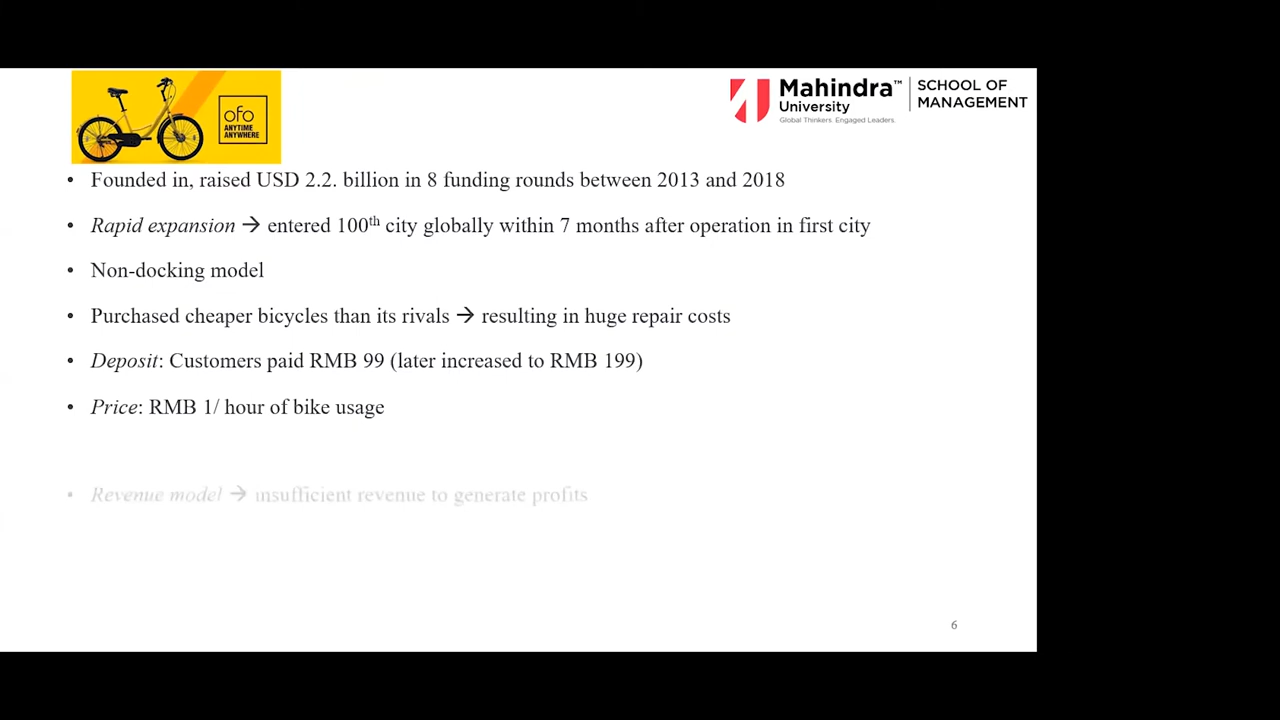 ofo
ANYTIME
ANYWHERE
Mahindra™
University
Global Thinkers. Engaged Leaders.
SCHOOL OF
MANAGEMENT
• Founded in, raised USD 2.2. billion in 8 funding rounds between 2013 and 2018
• Rapid expansion → entered 100th city globally within 7 months after operation in first city
• Non-docking model
• Purchased cheaper bicycles than its rivals → resulting in huge repair costs
• Deposit: Customers paid RMB 99 (later increased to RMB 199)
• Price: RMB 1/ hour of bike usage
• Revenue model → insufficient revenue to generate profits
6